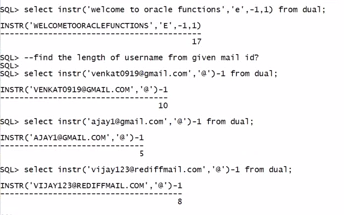 SQL> select instr('welcome to oracle functions','e',-1,1) from dual;
INSTR('WELCOMETOORACLEFUNCTIONS','E',-1,1)
------------------------------------------
17
SQL> --find the length of username from given mail id?
SQL>
SQL> select instr('venkat0919@gmail.com','@')-1 from dual;
INSTR('VENKAT0919@GMAIL.COM','@')-1
-----------------------------------
10
SQL> select instr('ajay1@gmail.com','@')-1 from dual;
INSTR('AJAY1@GMAIL.COM','@')-1
------------------------------
5
SQL> select instr('vijay123@rediffmail.com','@')-1 from dual;
INSTR('VIJAY123@REDIFFMAIL.COM','@')-1
--------------------------------------
8